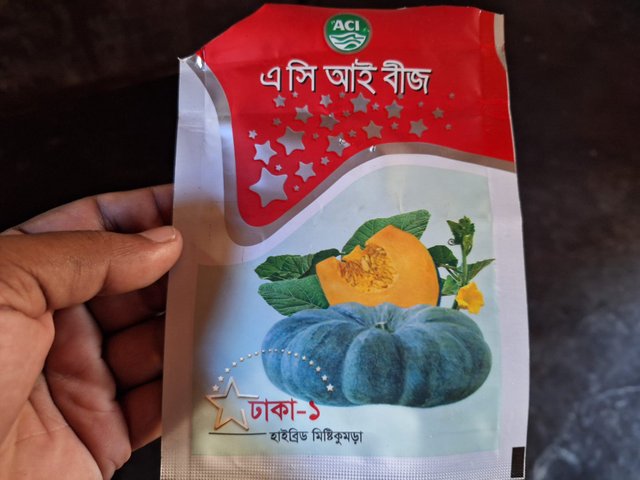 ACI
এ সি আই বীজ
ঢাকা-১
হাইব্রিড মিষ্টিকুমড়া